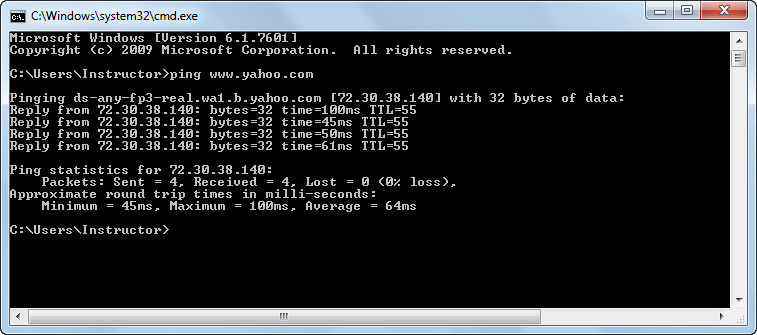 C:\Windows\system32\cmd.exe
Microsoft Windows [Version 6.1.7601]
Copyright (c) 2009 Microsoft Corporation.  All rights reserved.
C:\Users\Instructor>ping www.yahoo.com
Pinging ds-any-fp3-real.wa1.b.yahoo.com [72.30.38.140] with 32 bytes of data:
Reply from 72.30.38.140: bytes=32 time=100ms TTL=55
Reply from 72.30.38.140: bytes=32 time=45ms TTL=55
Reply from 72.30.38.140: bytes=32 time=50ms TTL=55
Reply from 72.30.38.140: bytes=32 time=61ms TTL=55
Ping statistics for 72.30.38.140:
    Packets: Sent = 4, Received = 4, Lost = 0 (0% loss),
Approximate round trip times in milli-seconds:
    Minimum = 45ms, Maximum = 100ms, Average = 64ms
C:\Users\Instructor>